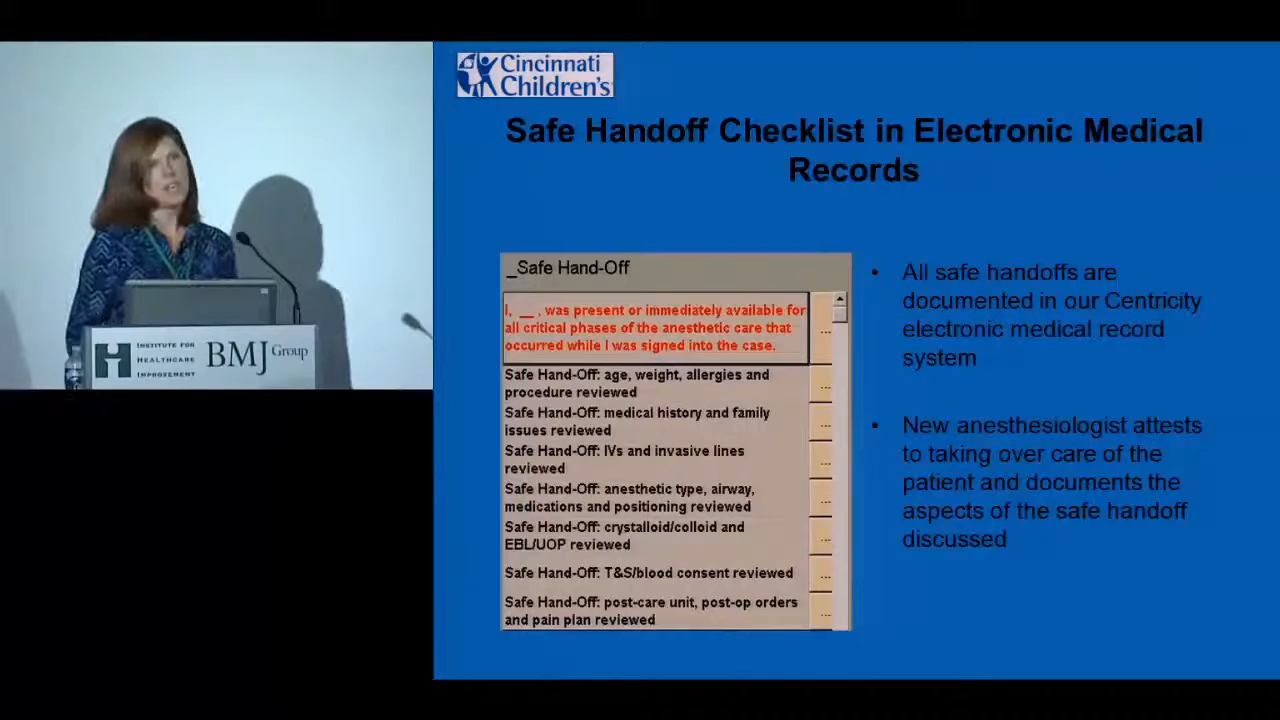 Cincinnati
Children's
Safe Handoff Checklist in Electronic Medical
Records
_Safe Hand-Off
I, __ , was present or immediately available for
all critical phases of the anesthetic care that
occurred while I was signed into the case.
...
Safe Hand-Off: age, weight, allergies and
procedure reviewed
...
Safe Hand-Off: medical history and family
issues reviewed
...
Safe Hand-Off: IVs and invasive lines
reviewed
...
Safe Hand-Off: anesthetic type, airway,
medications and positioning reviewed
...
Safe Hand-Off: crystalloid/colloid and
EBL/UOP reviewed
...
Safe Hand-Off: T&S/blood consent reviewed
...
Safe Hand-Off: post-care unit, post-op orders
and pain plan reviewed
...
• All safe handoffs are
documented in our Centricity
electronic medical record
system
• New anesthesiologist attests
to taking over care of the
patient and documents the
aspects of the safe handoff
discussed
INSTITUTE FOR
HEALTHCARE
IMPROVEMENT
BMJ Group